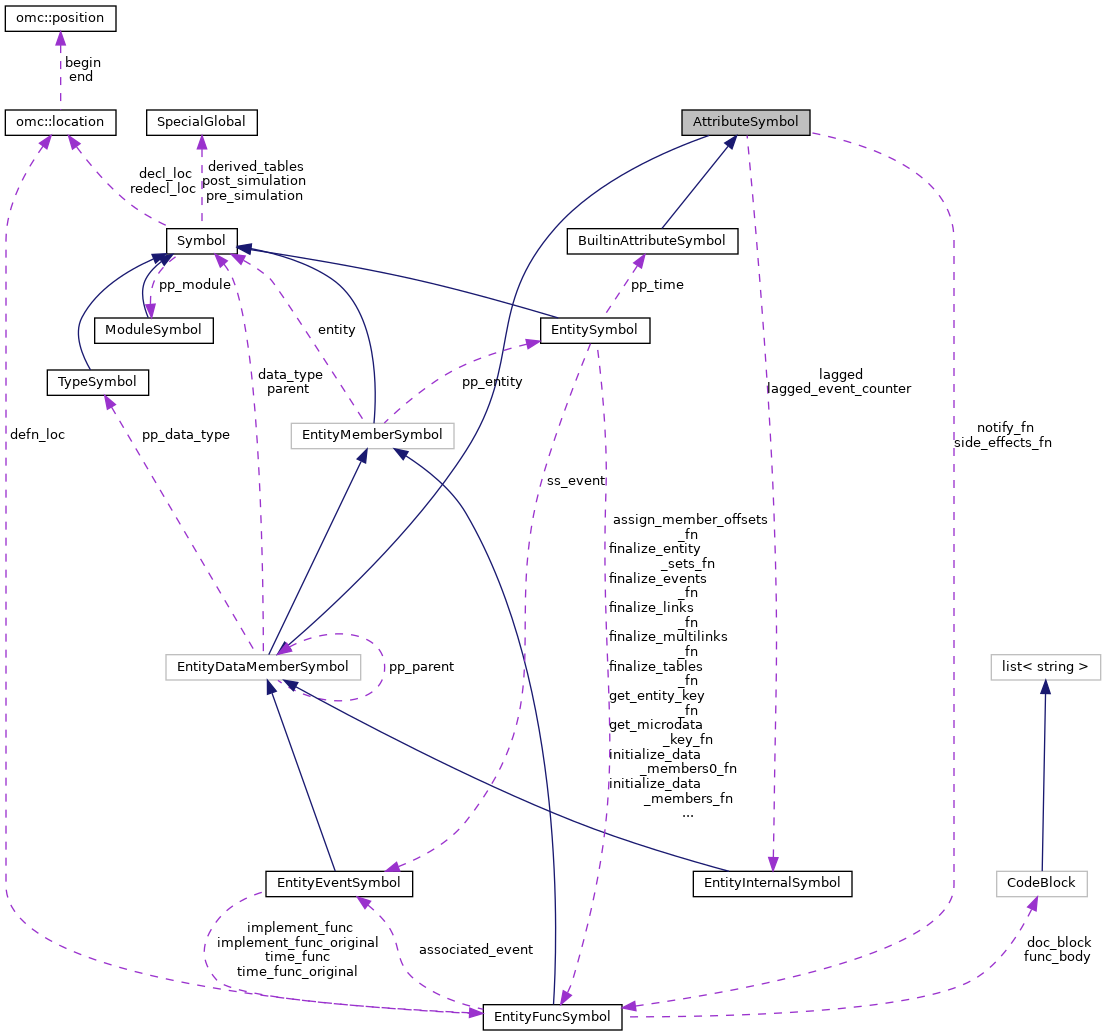 omc::position
begin
end
omc::location
SpecialGlobal
AttributeSymbol
decl_loc
redecl_loc
derived_tables
post_simulation
pre_simulation
Symbol
BuiltinAttributeSymbol
pp_module
pp_time
ModuleSymbol
entity
EntitySymbol
TypeSymbol
data_type
parent
pp_entity
lagged
lagged_event_counter
defn_loc
pp_data_type
EntityMemberSymbol
notify_fn
side_effects_fn
ss_event
assign_member_offsets
_fn
finalize_entity
_sets_fn
finalize_events
_fn
finalize_links
_fn
finalize_multilinks
_fn
finalize_tables
_fn
get_entity_key
_fn
get_microdata
_key_fn
initialize_data
_members0_fn
initialize_data
_members_fn
...
EntityDataMemberSymbol
pp_parent
list< string >
EntityEventSymbol
EntityInternalSymbol
CodeBlock
implement_func
implement_func_original
time_func
time_func_original
associated_event
doc_block
func_body
EntityFuncSymbol